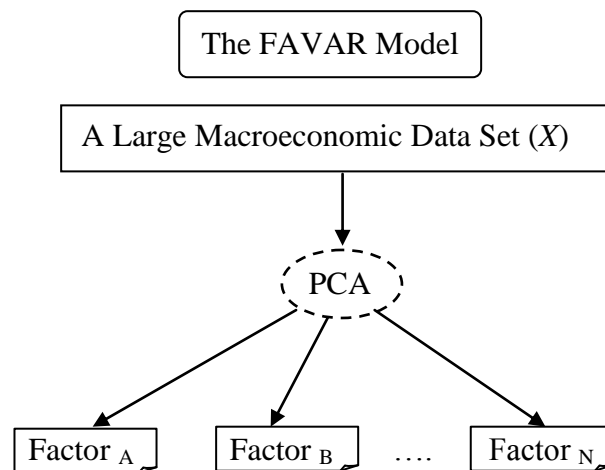 The FAVAR Model
A Large Macroeconomic Data Set (X)
PCA
Factor A Factor B …. Factor N